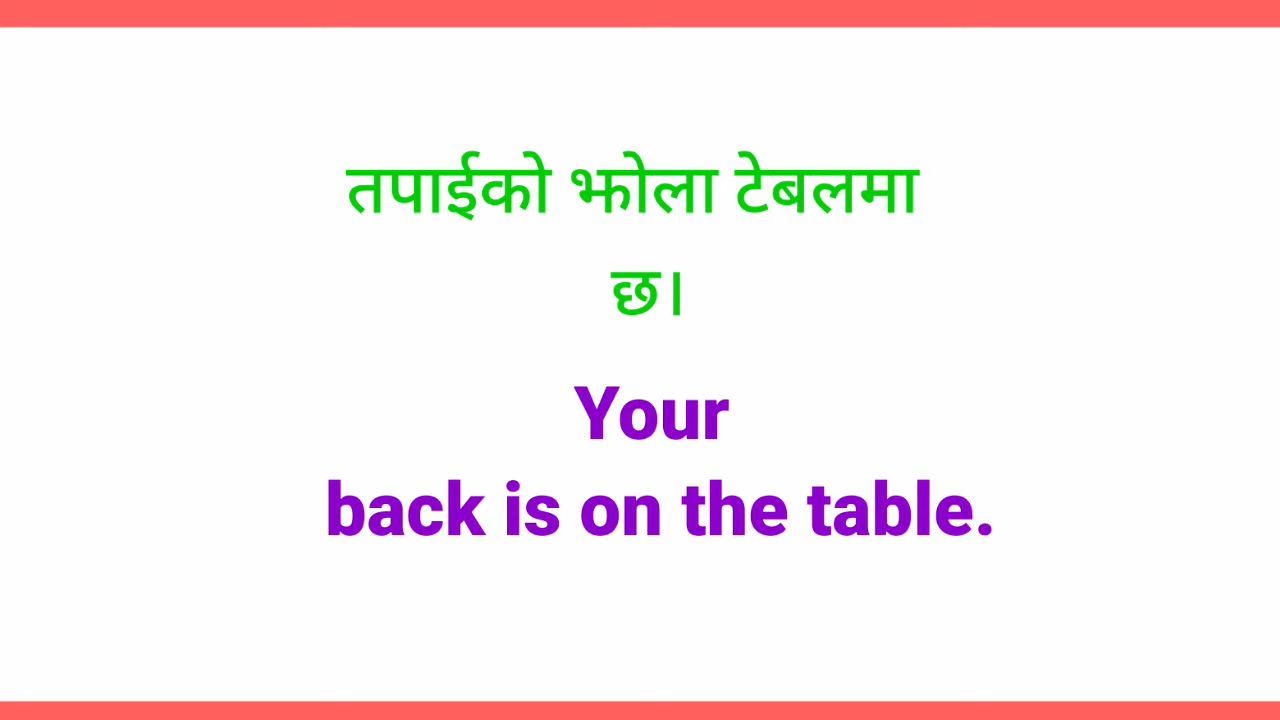 तपाईको झोला टेबलमा
छ।
Your
back is on the table.